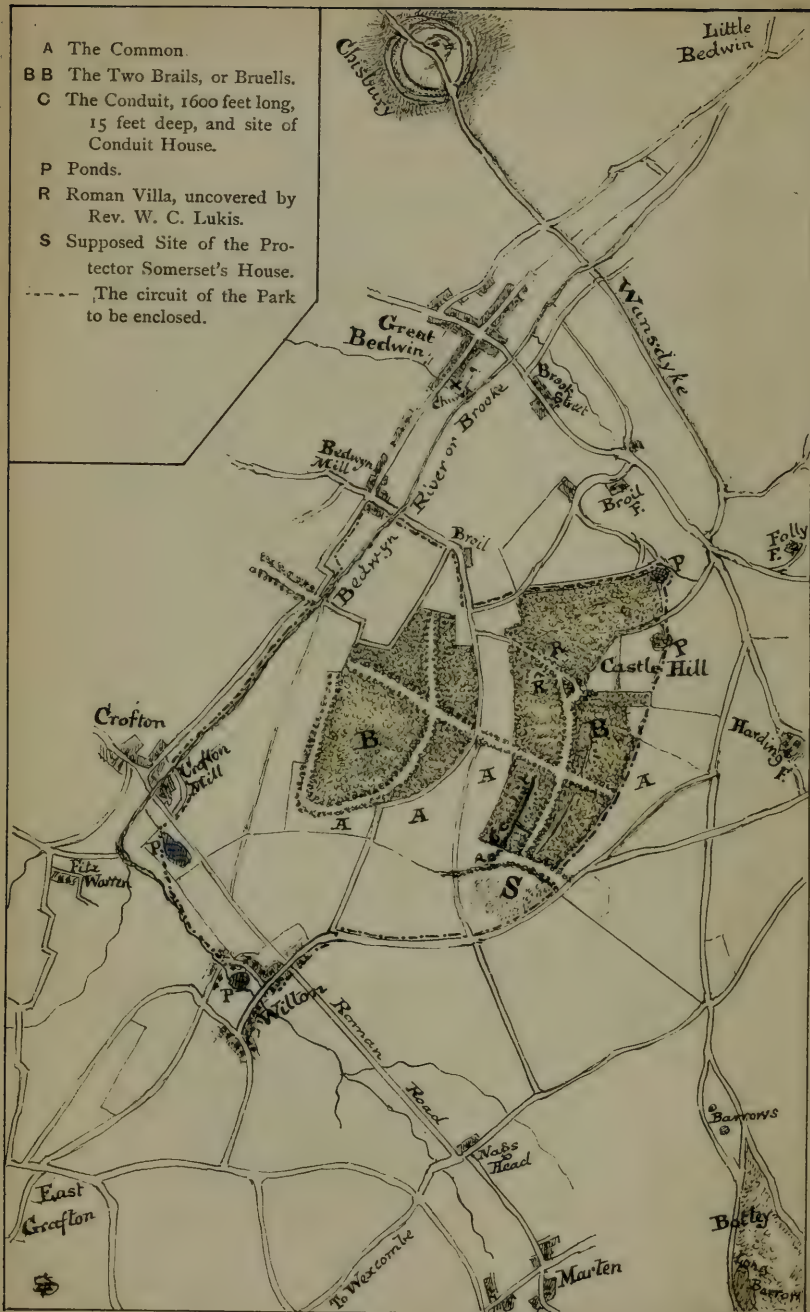 A The Common
B B The Two Brails, or Bruells.
C The Conduit, 1600 feet long,
15 feet deep, and site of
Conduit House.
P Ponds.
R Roman Villa, uncovered by
Rev. W. C. Lukis.
S Supposed Site of the Pro-
tector Somerset's House.
The circuit of the Park
to be enclosed.
Chisbury
Little
Bedwin
Wansdyke
Great
Bedwin
Church
Brook
Street
Bedwyn
Mill
Bedwyn River or Brooke
Broil
Broil
F.
Folly
F.
P
P
Castle Hill
R
R
B
B
Crofton
Crofton
Mill
Harding
F.
A
A
A
A
C
P
Fitz
Warren
S
P
Wilton
Roman
Road
Barrows
Nags
Head
East
Grafton
Botley
Long
Barrow
To Wexcombe
Marten